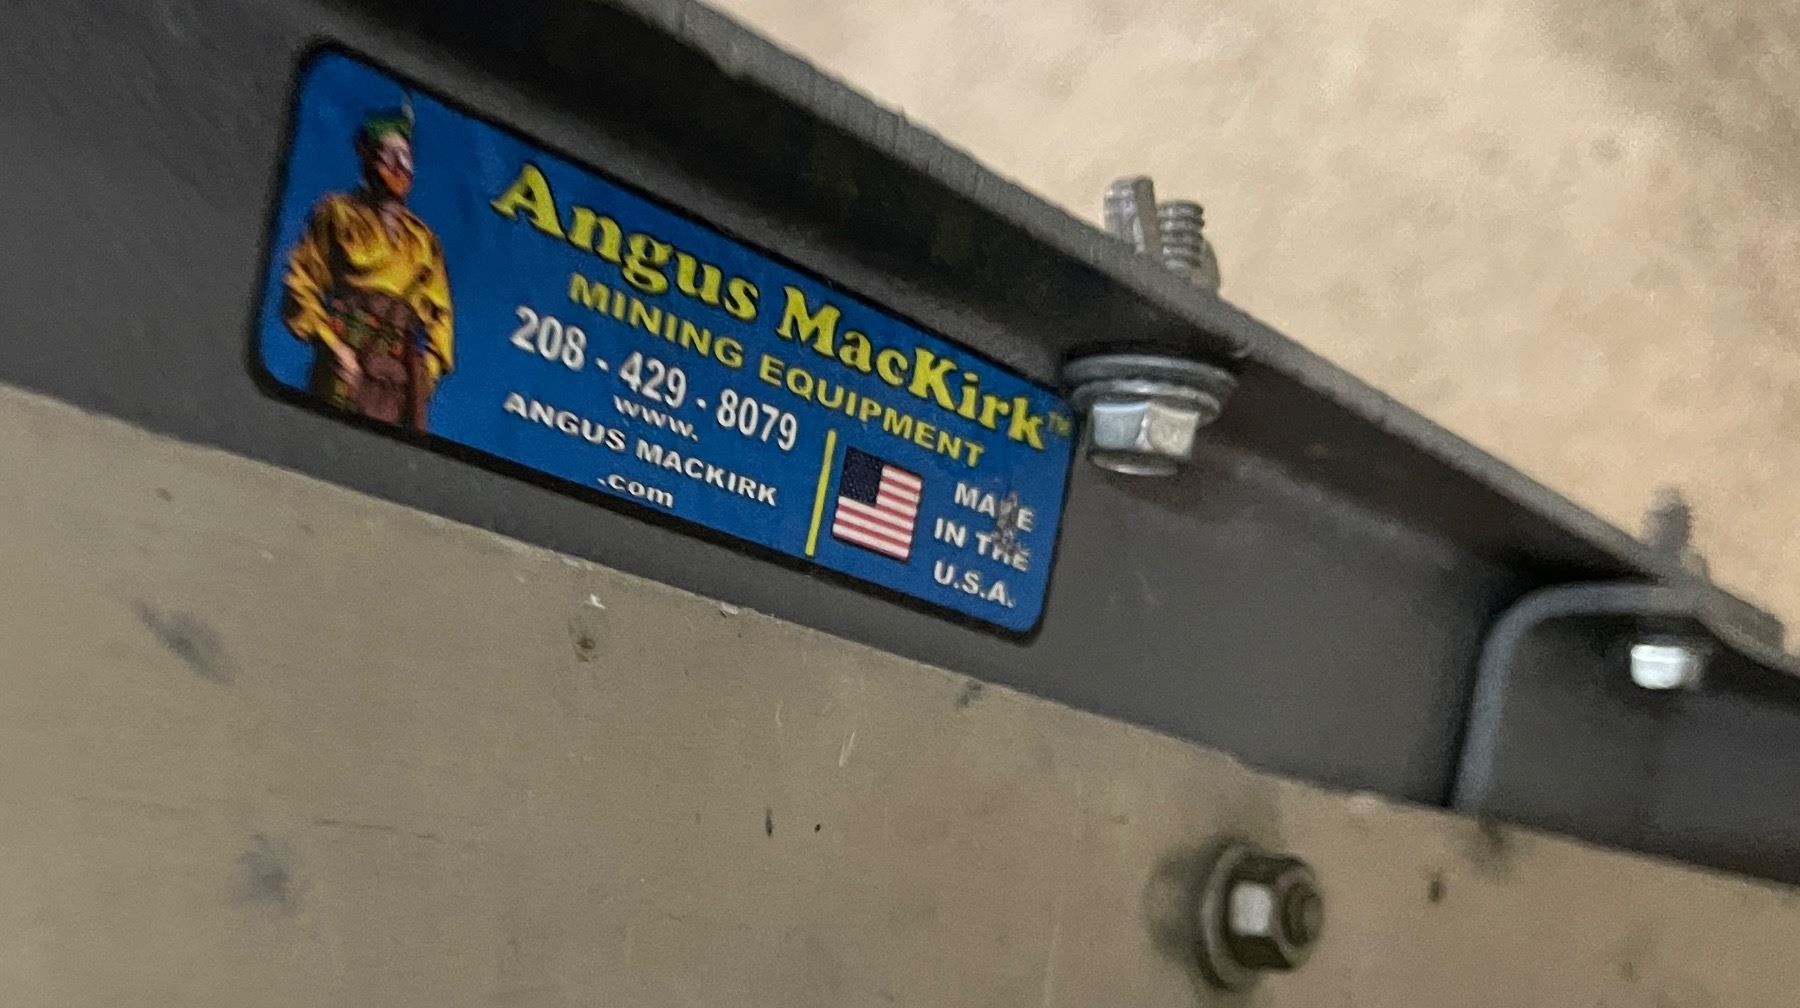 Angus MacKirk™
MINING EQUIPMENT
208 - 429 - 8079
www.
ANGUS MACKIRK
.com
MADE
IN THE
U.S.A.